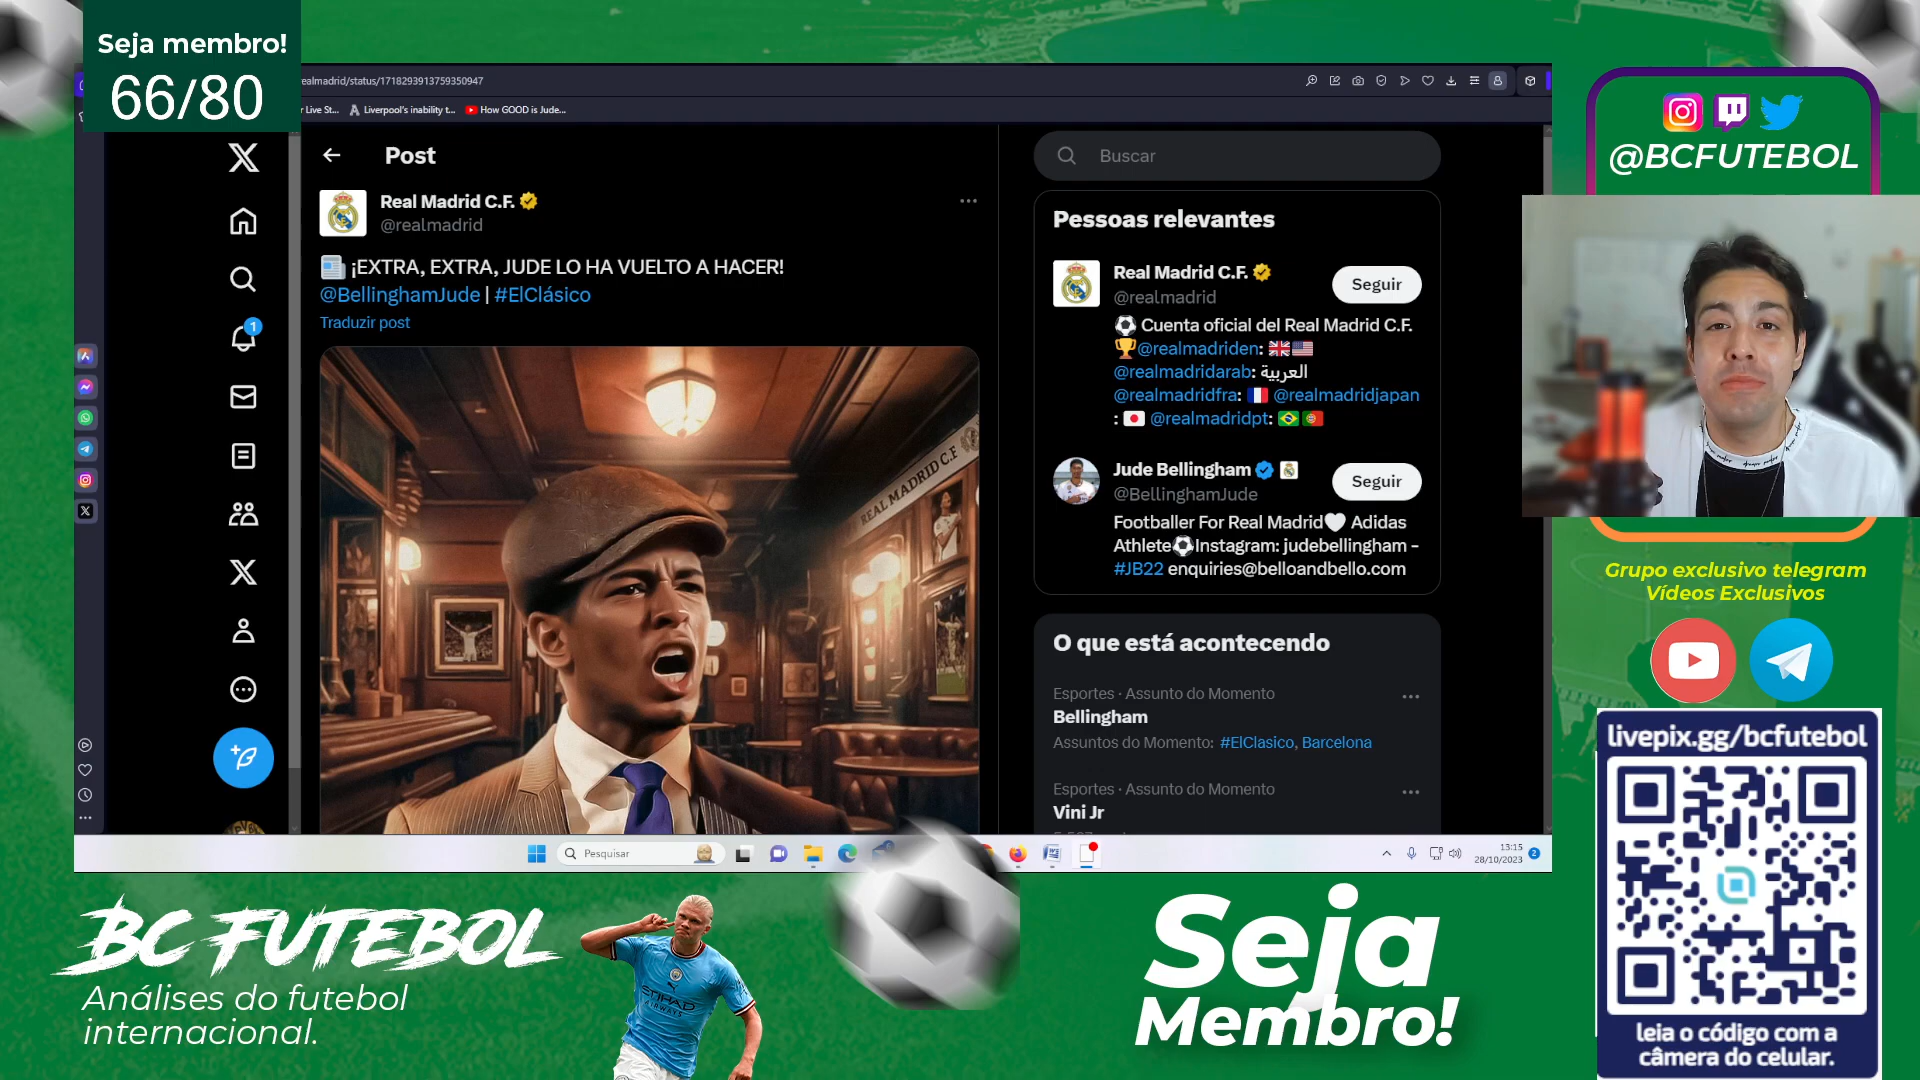 Seja membro!
66/80
ealmadrid/status/1718293913759350947
r Live St...
Liverpool's inability t...
How GOOD is Jude...
Post
Real Madrid C.F.
@realmadrid
¡EXTRA, EXTRA, JUDE LO HA VUELTO A HACER!
@BellinghamJude | #ElClásico
Traduzir post
REAL MADRID C.F
1
Buscar
Pessoas relevantes
Real Madrid C.F.
@realmadrid
Seguir
Cuenta oficial del Real Madrid C.F.
@realmadriden:
@realmadridarab: العربية
@realmadridfra: @realmadridjapan
: @realmadridpt:
Jude Bellingham
@BellinghamJude
Seguir
Footballer For Real Madrid🤍 Adidas
Athlete⚽Instagram: judebellingham -
#JB22 enquiries@belloandbello.com
O que está acontecendo
Esportes · Assunto do Momento
Bellingham
Assuntos do Momento: #ElClasico, Barcelona
Esportes · Assunto do Momento
Vini Jr
Pesquisar
13:15
28/10/2023
2
@BCFUTEBOL
Grupo exclusivo telegram
Vídeos Exclusivos
livepix.gg/bcfutebol
leia o código com a
câmera do celular.
BC FUTEBOL
Análises do futebol
internacional.
ETIHAD
AIRWAYS
Seja
Membro!